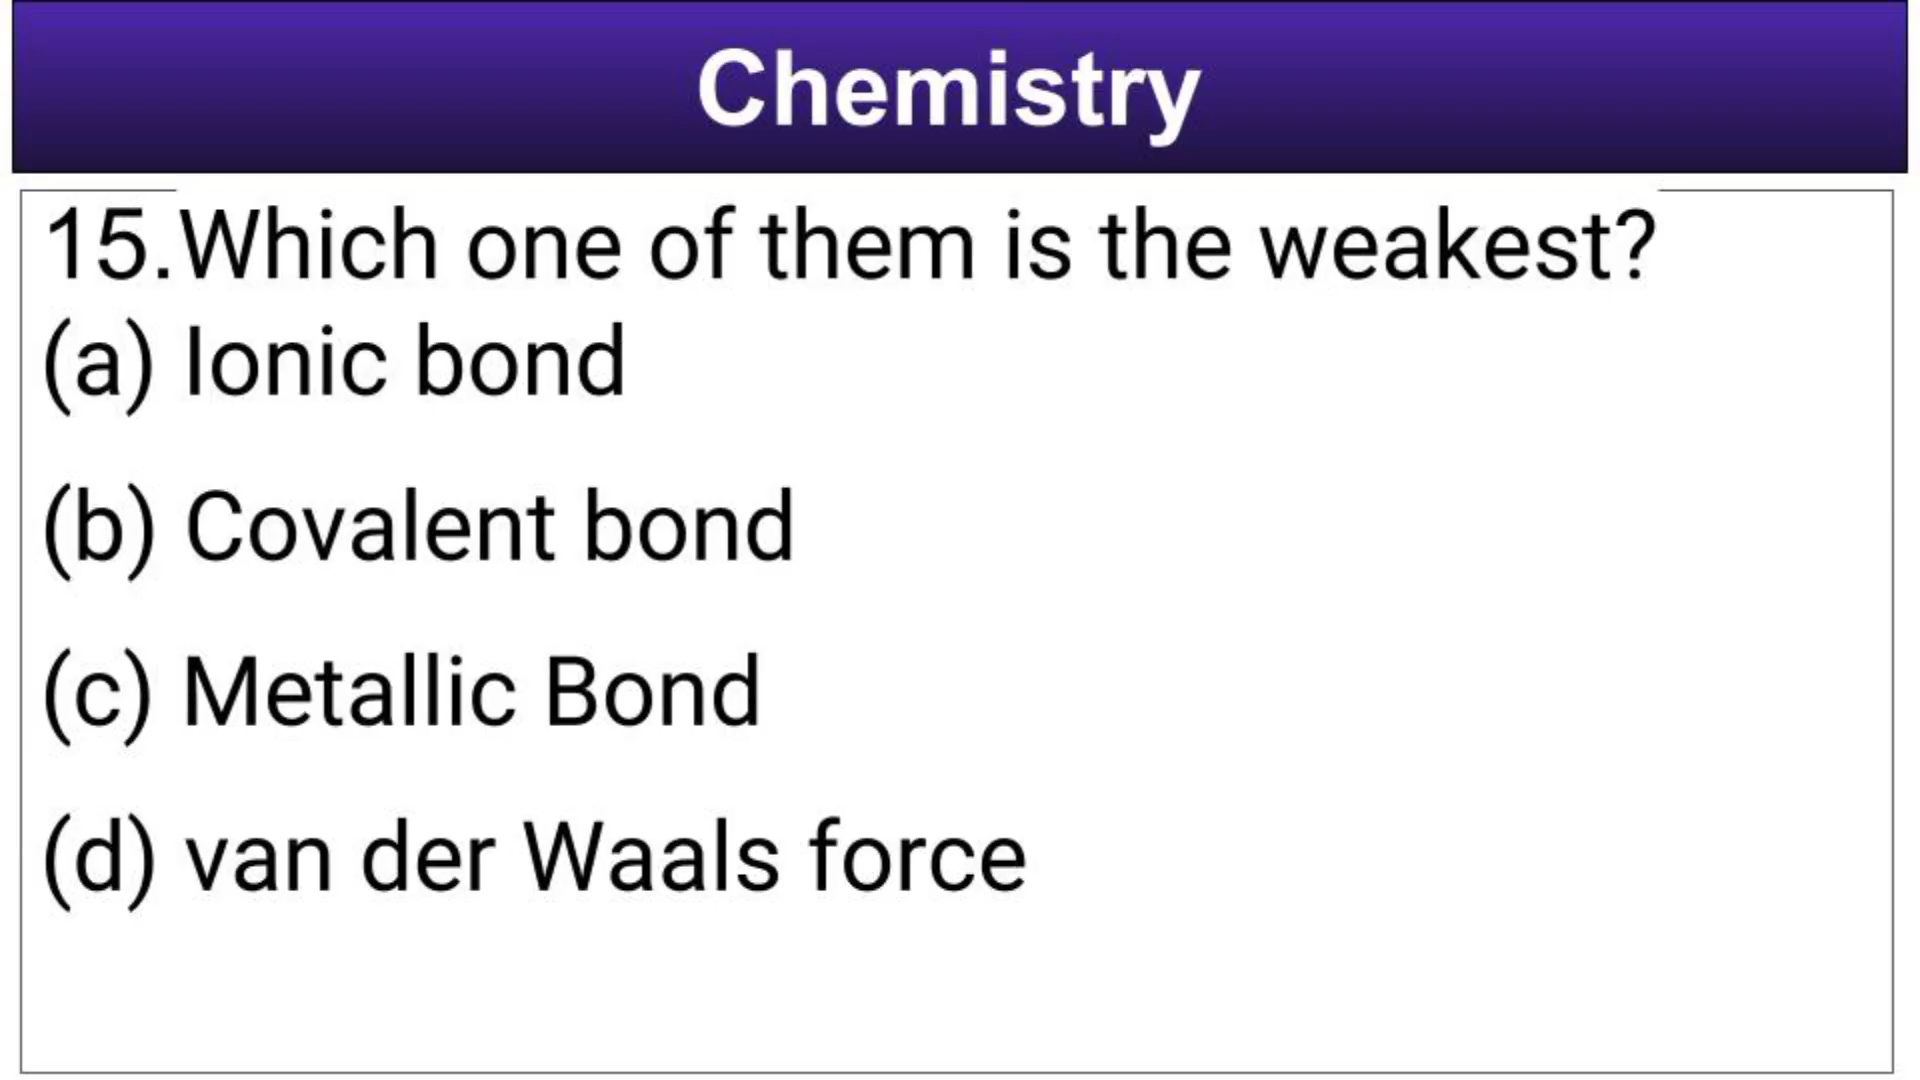 Chemistry
15.Which one of them is the weakest?
(a) Ionic bond
(b) Covalent bond
(c) Metallic Bond
(d) van der Waals force